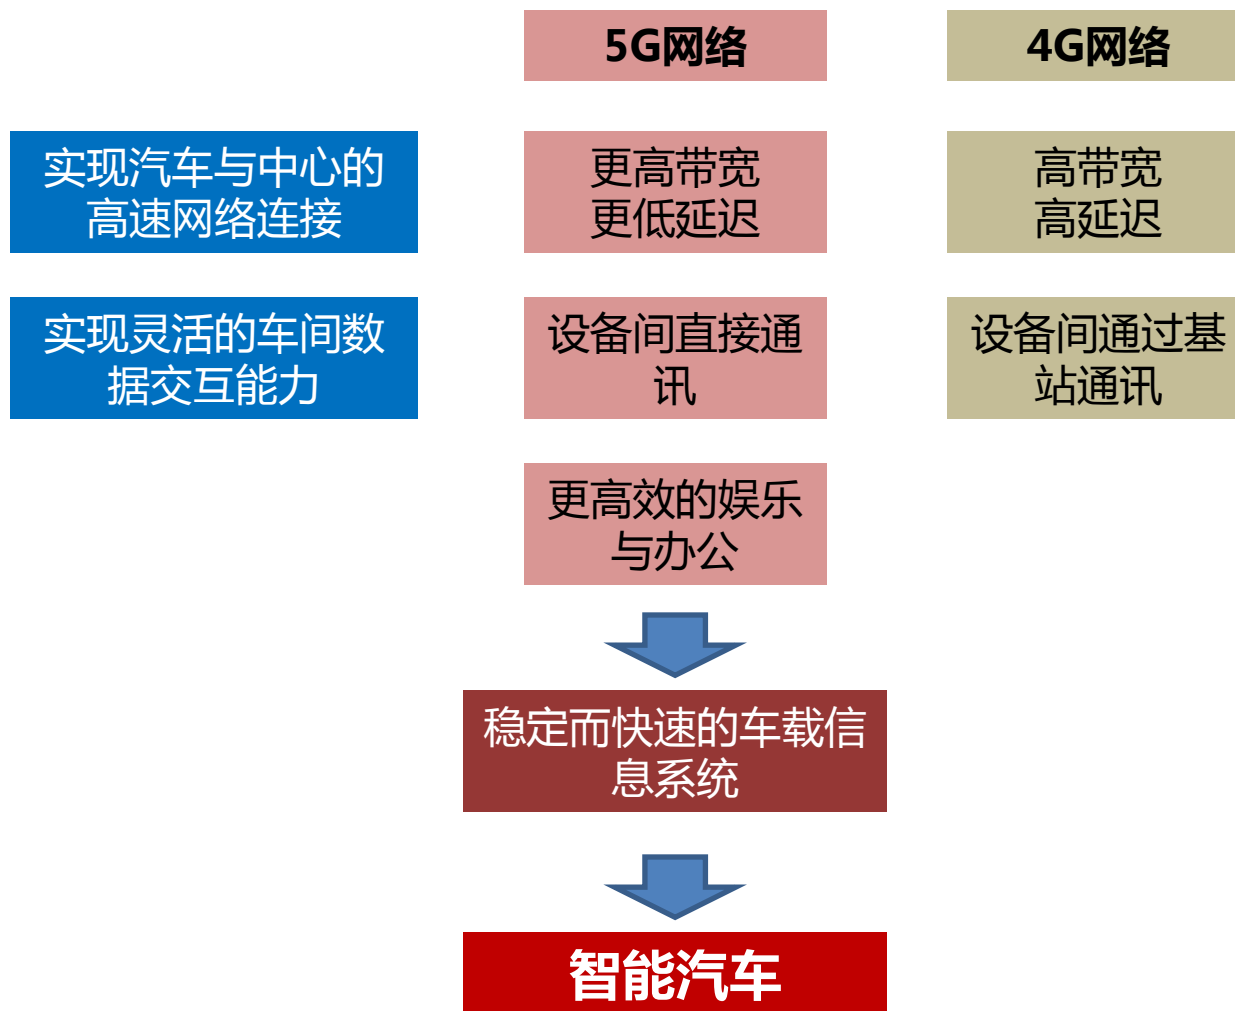 5G网络
4G网络
实现汽车与中心的
高速网络连接
更高带宽
更低延迟
高带宽
高延迟
实现灵活的车间数
据交互能力
设备间直接通
讯
设备间通过基
站通讯
更高效的娱乐
与办公
稳定而快速的车载信
息系统
智能汽车